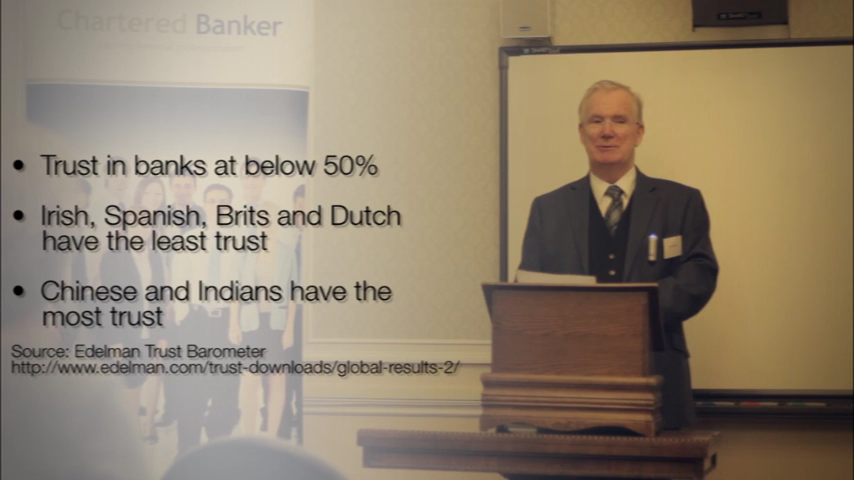 Chartered Banker
• Trust in banks at below 50%
• Irish, Spanish, Brits and Dutch
have the least trust
• Chinese and Indians have the
most trust
Source: Edelman Trust Barometer
http://www.edelman.com/trust-downloads/global-results-2/